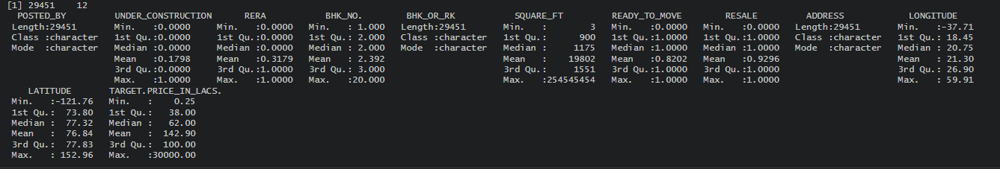 [1] 29451    12
  POSTED_BY         UNDER_CONSTRUCTION      RERA           BHK_NO.        BHK_OR_RK           SQUARE_FT         READY_TO_MOVE        RESALE         ADDRESS            LONGITUDE
 Length:29451       Min.   :0.0000     Min.   :0.0000   Min.   : 1.000   Length:29451       Min.   :        3   Min.   :0.0000   Min.   :0.0000   Length:29451       Min.   :-37.71
 Class :character   1st Qu.:0.0000     1st Qu.:0.0000   1st Qu.: 2.000   Class :character   1st Qu.:      900   1st Qu.:1.0000   1st Qu.:1.0000   Class :character   1st Qu.: 18.45
 Mode  :character   Median :0.0000     Median :0.0000   Median : 2.000   Mode  :character   Median :     1175   Median :1.0000   Median :1.0000   Mode  :character   Median : 20.75
                    Mean   :0.1798     Mean   :0.3179   Mean   : 2.392                      Mean   :    19802   Mean   :0.8202   Mean   :0.9296                      Mean   : 21.30
                    3rd Qu.:0.0000     3rd Qu.:1.0000   3rd Qu.: 3.000                      3rd Qu.:     1551   3rd Qu.:1.0000   3rd Qu.:1.0000                      3rd Qu.: 26.90
                    Max.   :1.0000     Max.   :1.0000   Max.   :20.000                      Max.   :254545454   Max.   :1.0000   Max.   :1.0000                      Max.   : 59.91
    LATITUDE       TARGET.PRICE_IN_LACS.
 Min.   :-121.76   Min.   :    0.25
 1st Qu.:  73.80   1st Qu.:   38.00
 Median :  77.32   Median :   62.00
 Mean   :  76.84   Mean   :  142.90
 3rd Qu.:  77.83   3rd Qu.:  100.00
 Max.   : 152.96   Max.   :30000.00